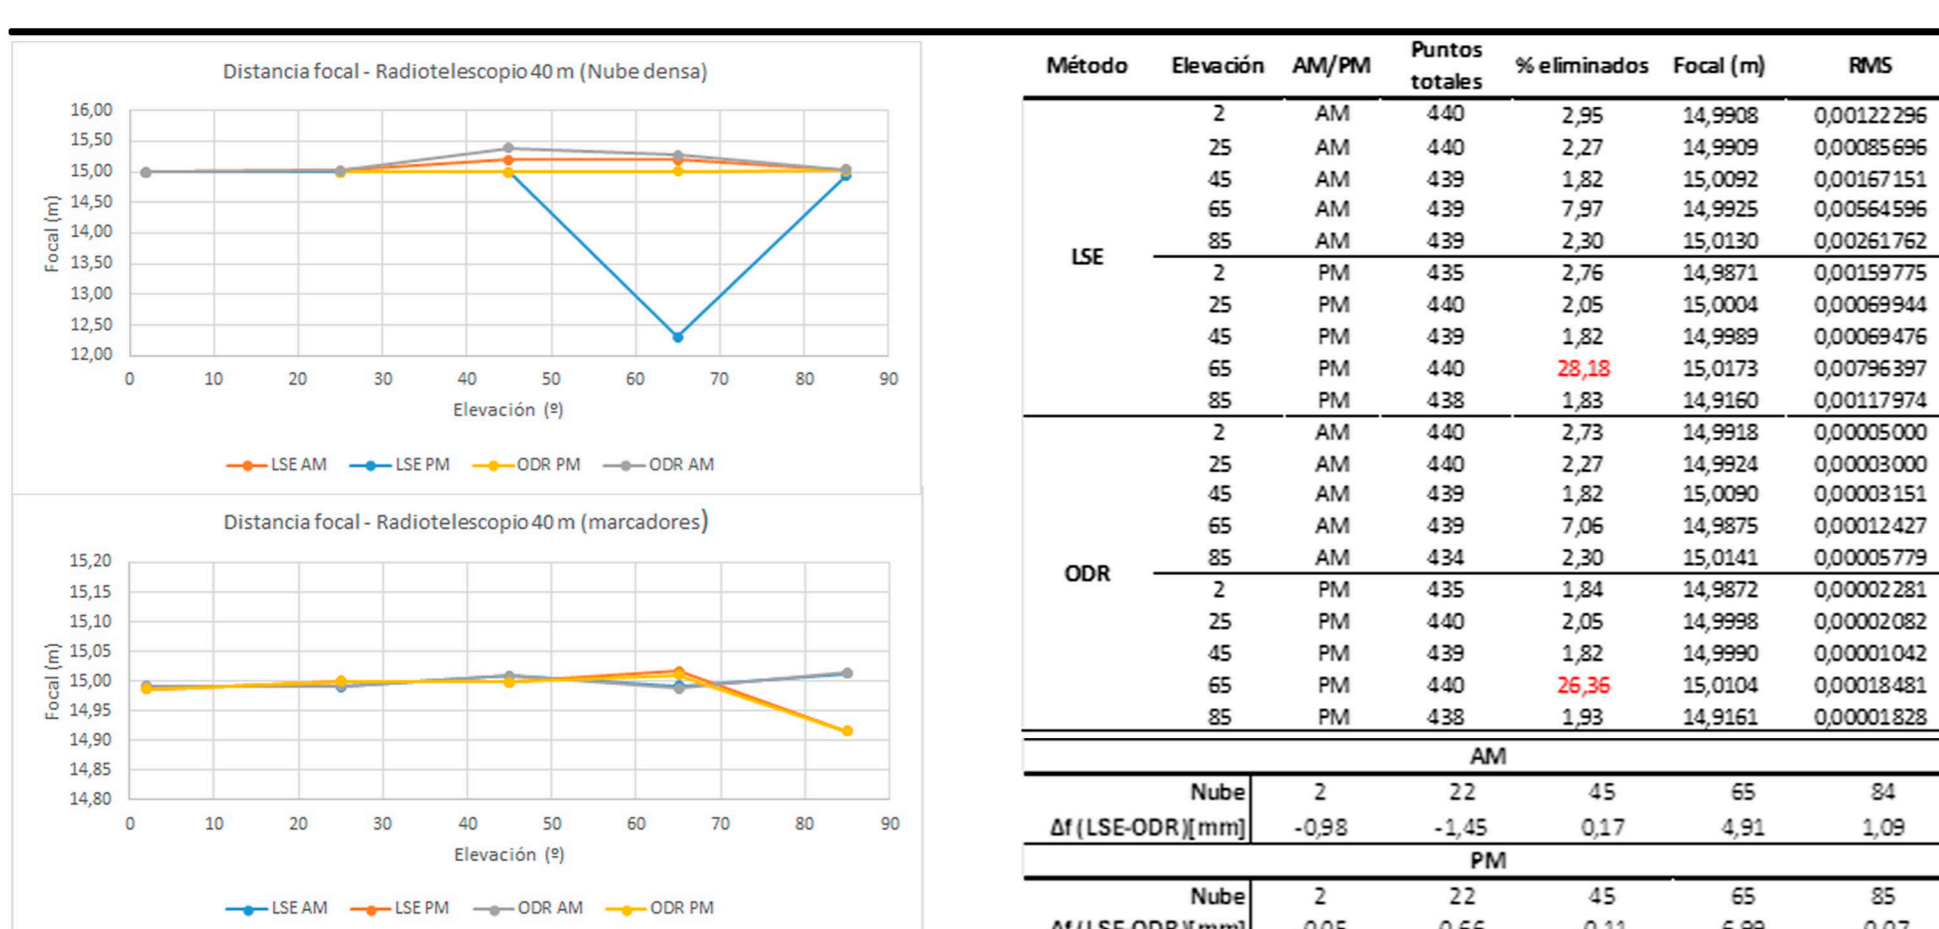 Distancia focal - Radiotelescopio 40 m (Nube densa)
16,00
15,50
15,00
14,50
14,00
13,50
13,00
12,50
12,00
Focal (m)
0 10 20 30 40 50 60 70 80 90
Elevación (º)
LSE AM LSE PM ODR PM ODR AM
Distancia focal - Radiotelescopio 40 m (marcadores)
15,20
15,15
15,10
15,05
15,00
14,95
14,90
14,85
14,80
Focal (m)
0 10 20 30 40 50 60 70 80 90
Elevación (º)
LSE AM LSE PM ODR AM ODR PM
Método Elevación AM/PM Puntos totales % eliminados Focal (m) RMS
LSE
2 AM 440 2,95 14,9908 0,00122296
25 AM 440 2,27 14,9909 0,00085696
45 AM 439 1,82 15,0092 0,00167151
65 AM 439 7,97 14,9925 0,00564596
85 AM 439 2,30 15,0130 0,00261762
2 PM 435 2,76 14,9871 0,00159775
25 PM 440 2,05 15,0004 0,00069944
45 PM 439 1,82 14,9989 0,00069476
65 PM 440 28,18 15,0173 0,00796397
85 PM 438 1,83 14,9160 0,00117974
ODR
2 AM 440 2,73 14,9918 0,00005000
25 AM 440 2,27 14,9924 0,00003000
45 AM 439 1,82 15,0090 0,00003151
65 AM 439 7,06 14,9875 0,00012427
85 AM 434 2,30 15,0141 0,00005779
2 PM 435 1,84 14,9872 0,00002281
25 PM 440 2,05 14,9998 0,00002082
45 PM 439 1,82 14,9990 0,00001042
65 PM 440 26,36 15,0104 0,00018481
85 PM 438 1,93 14,9161 0,00001828
AM
Nube 2 22 45 65 84
Δf (LSE-ODR)[mm] -0,98 -1,45 0,17 4,91 1,09
PM
Nube 2 22 45 65 85
Δf (LSE-ODR)[mm]